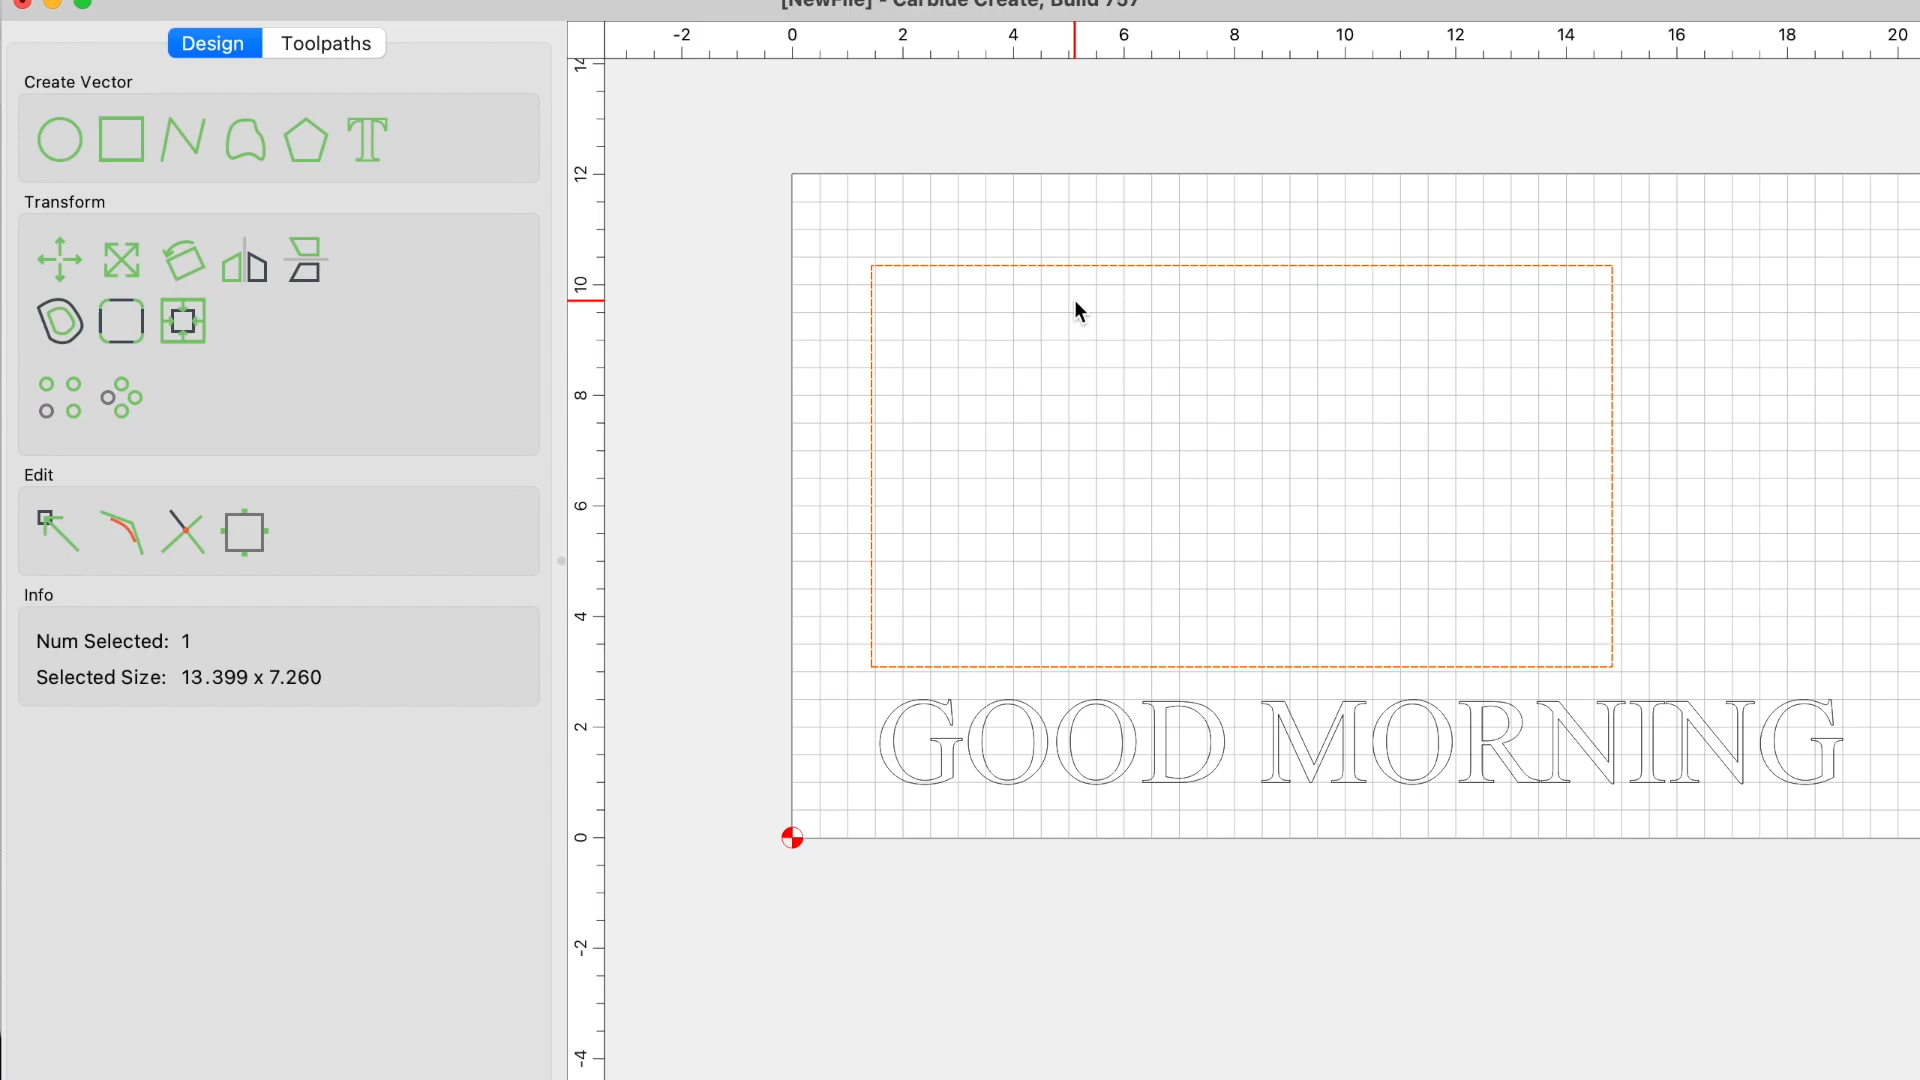 [NewFile] - Carbide Create, Build 757
Design Toolpaths
-2 0 2 4 6 8 10 12 14 16 18 20
Create Vector
Transform
Edit
Info
Num Selected: 1
Selected Size: 13.399 x 7.260
14
12
10
8
6
4
2
0
-2
-4
GOOD MORNING